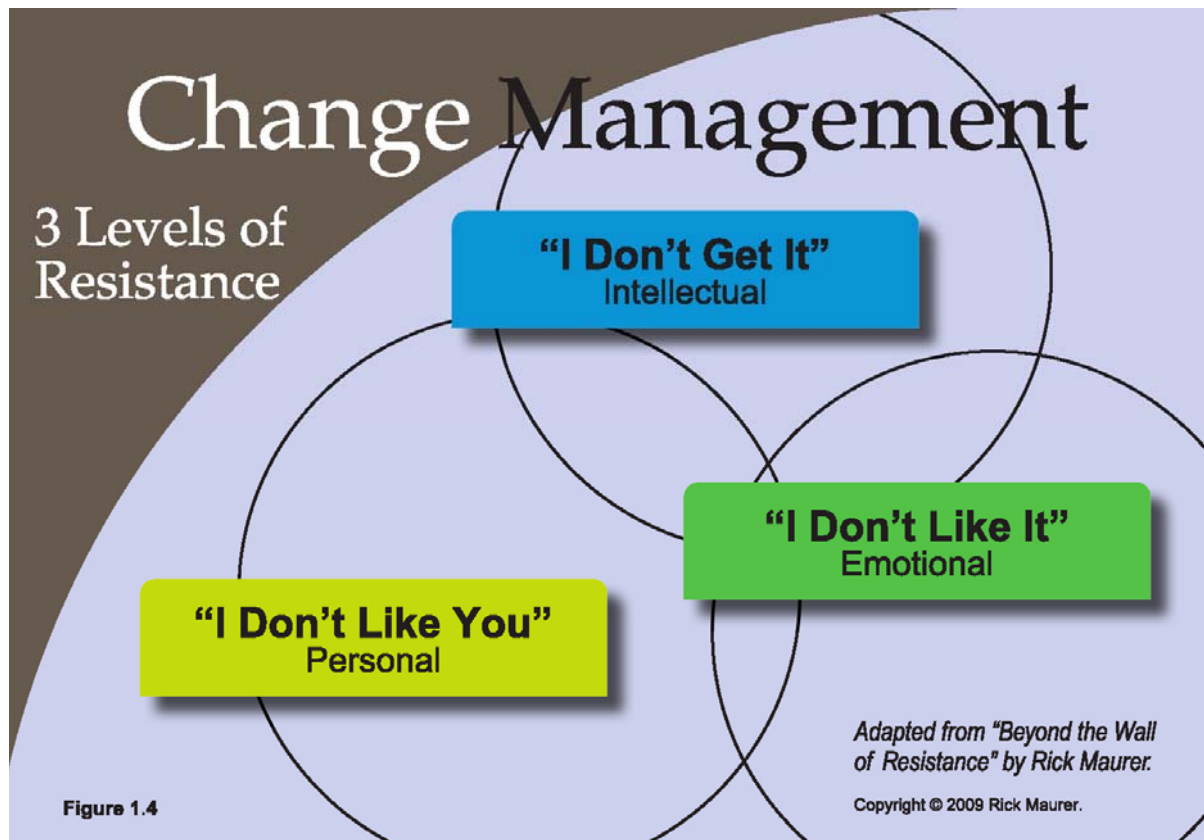 Change Management
3 Levels of
Resistance
“I Don’t Get It”
Intellectual
“I Don’t Like It”
Emotional
“I Don’t Like You”
Personal
Adapted from “Beyond the Wall
of Resistance” by Rick Maurer.
Copyright © 2009 Rick Maurer.
Figure 1.4